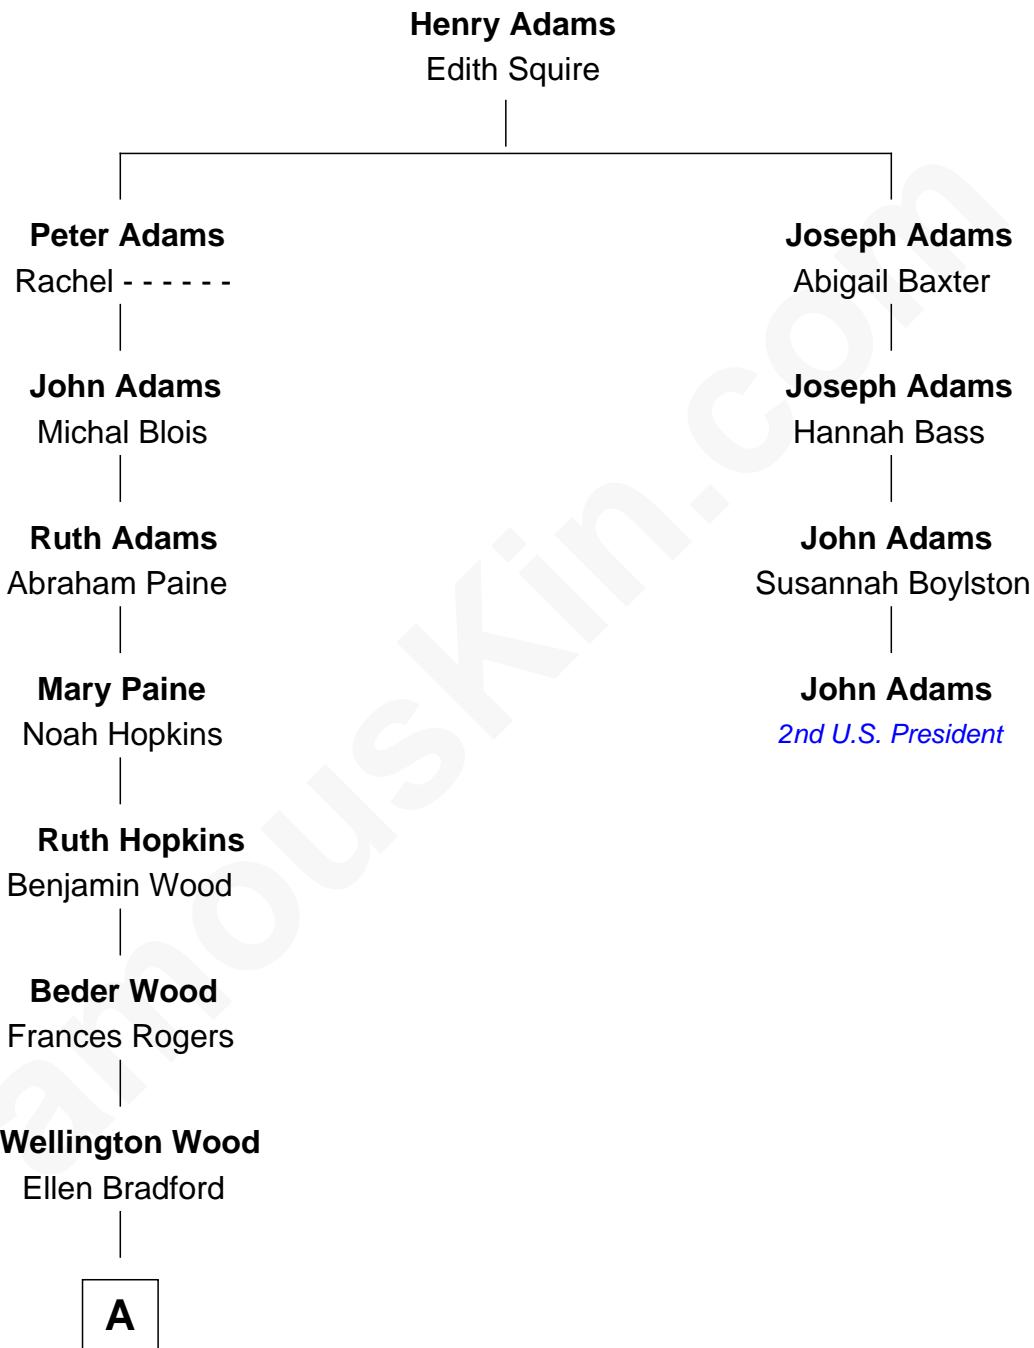 Henry Adams
Edith Squire
Peter Adams
Rachel - - - - - -
Joseph Adams
Abigail Baxter
John Adams
Michal Blois
Joseph Adams
Hannah Bass
Ruth Adams
Abraham Paine
John Adams
Susannah Boylston
Mary Paine
Noah Hopkins
John Adams
2nd U.S. President
Ruth Hopkins
Benjamin Wood
Beder Wood
Frances Rogers
Wellington Wood
Ellen Bradford
A
amouskin.com